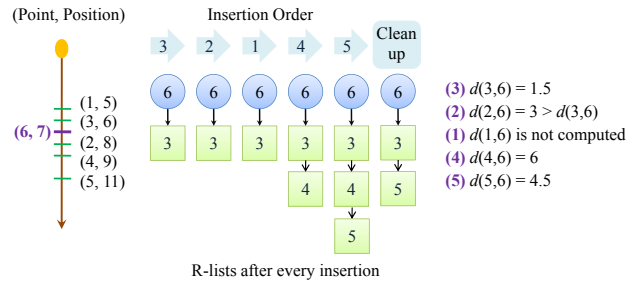 (Point, Position)
Insertion Order
3 2 1 4 5 Clean up
6 6 6 6 6 6
(1, 5)
(3, 6)
(6, 7)
(2, 8)
(4, 9)
(5, 11)
3 3 3 3 3 3
4 4 5
5
(3) d(3,6) = 1.5
(2) d(2,6) = 3 > d(3,6)
(1) d(1,6) is not computed
(4) d(4,6) = 6
(5) d(5,6) = 4.5
R-lists after every insertion